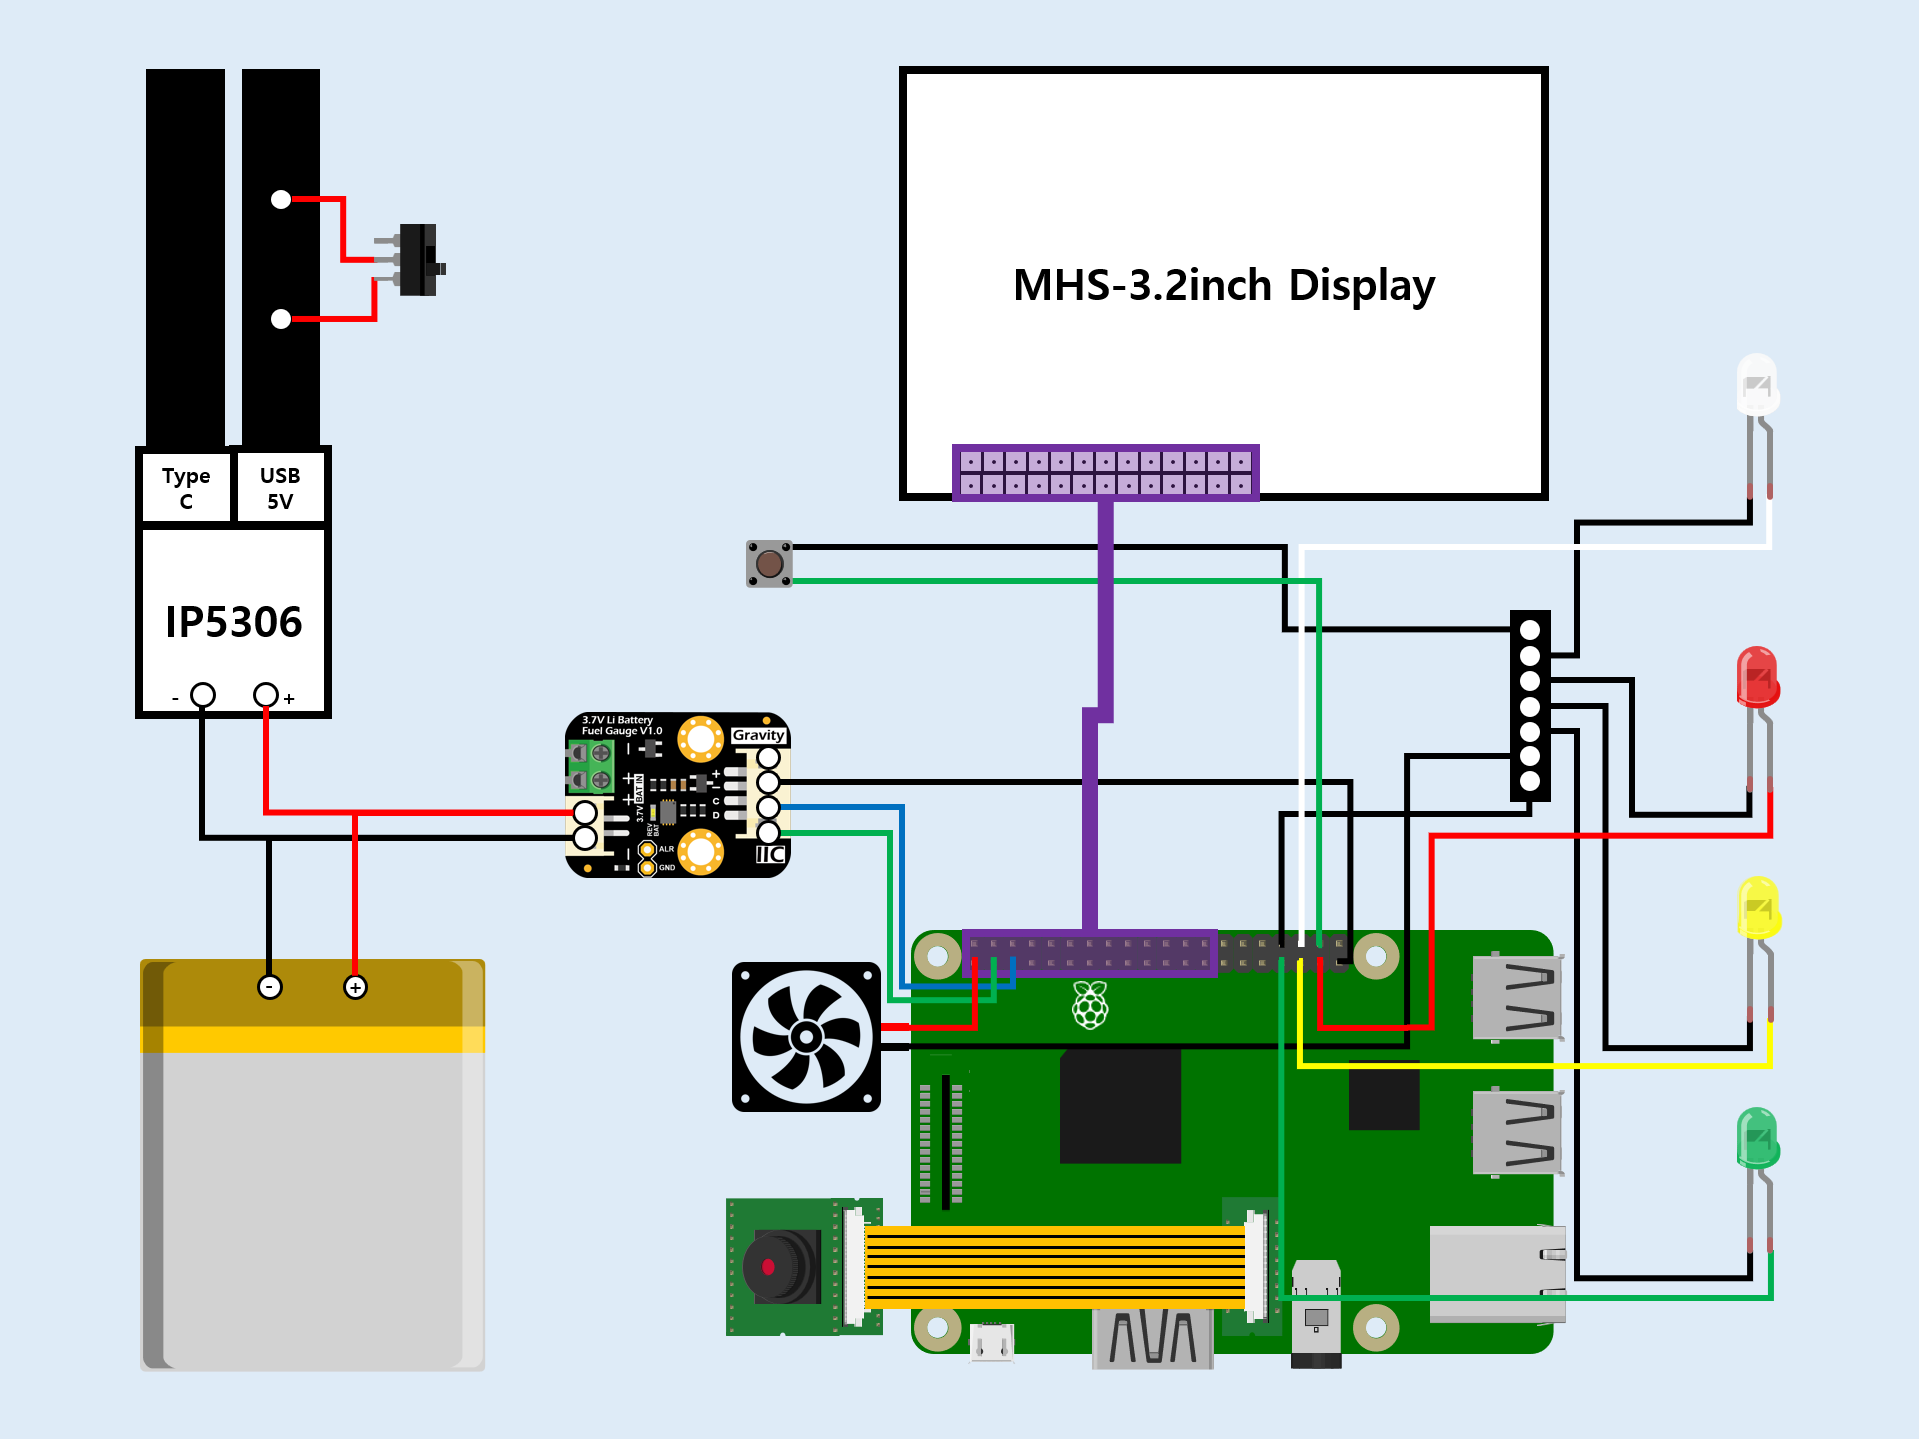 MHS-3.2inch Display
Type
C
USB
5V
IP5306
-
+
3.7V Li Battery
Fuel Gauge V1.0
Gravity
+
-
C
D
-
+
+
-
3.7V BAT IN
REV
BAT
ALR
GND
IIC
-
+